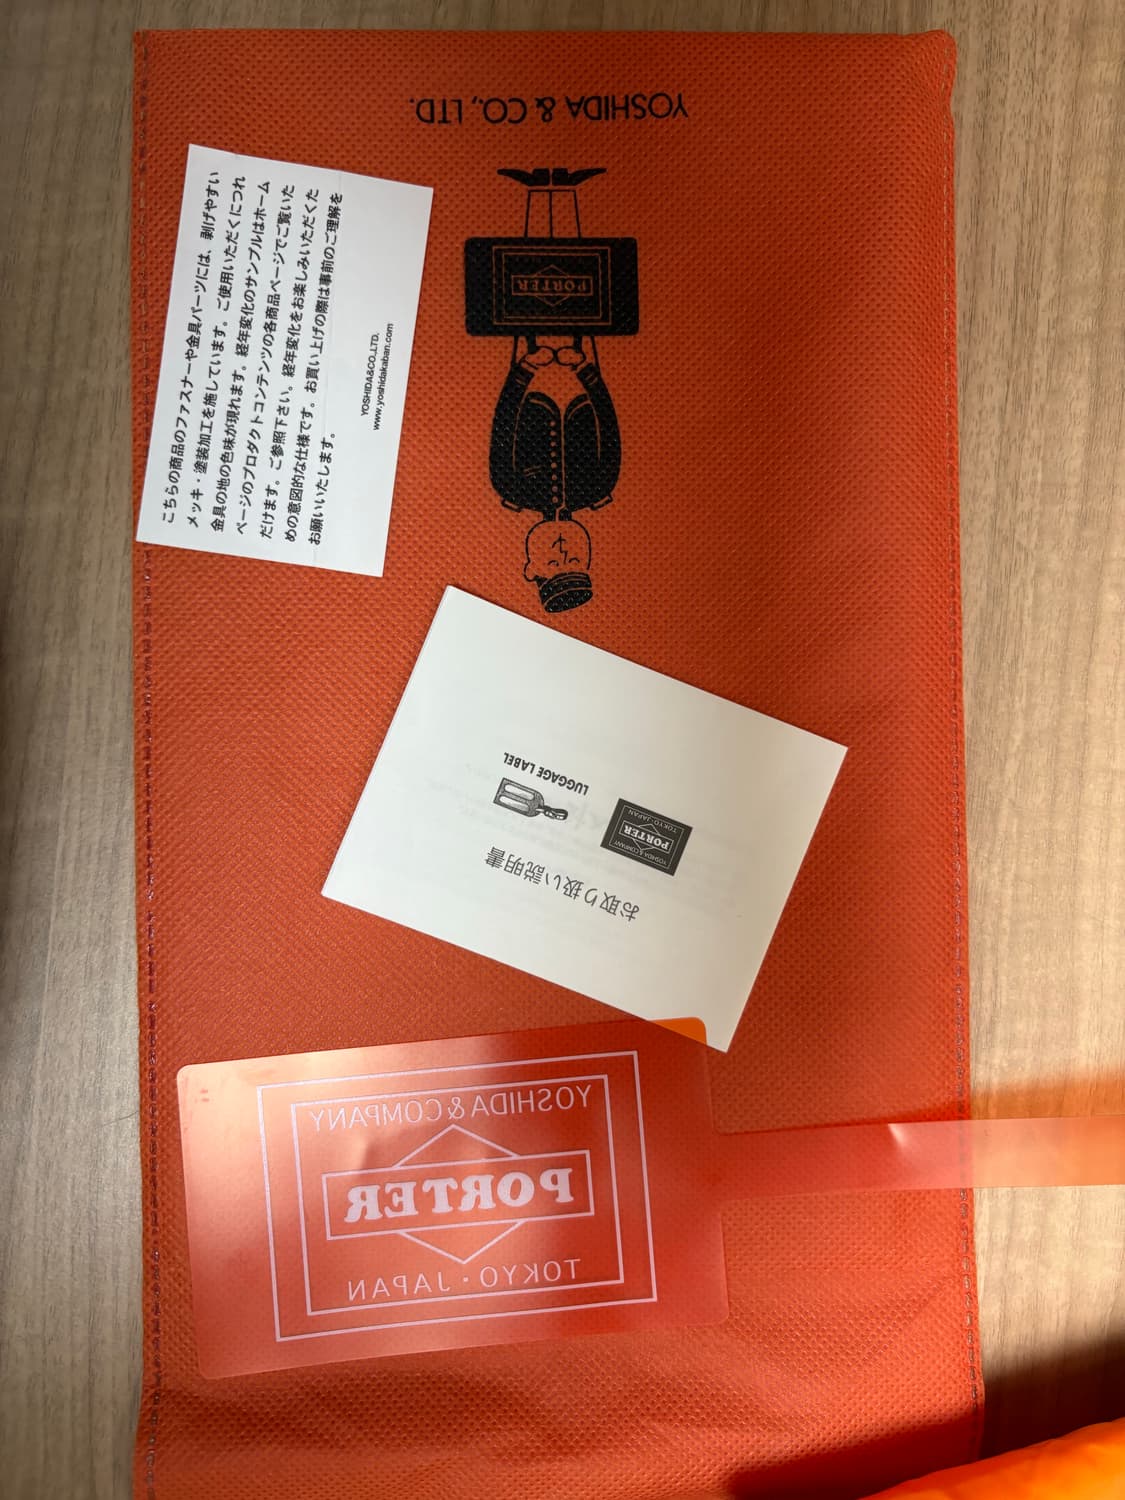 YOSHIDA & CO., LTD.
PORTER
こちらの商品のファスナーや金具パーツには、剥げやすい
メッキ・塗装加工を施しています。ご使用いただくにつれ
金具の地の色味が現れます。経年変化のサンプルはホーム
ページのプロダクトコンテンツの各商品ページでご覧いた
だけます。ご参照下さい。経年変化をお楽しみいただくた
めの意図的な仕様です。お買い上げの際は事前のご理解を
お願いいたします。
YOSHIDA&CO.,LTD.
www.yoshidakaban.com
お取り扱い説明書
YOSHIDA & COMPANY
PORTER
TOKYO・JAPAN
LUGGAGE LABEL
YOSHIDA & COMPANY
PORTER
TOKYO・JAPAN